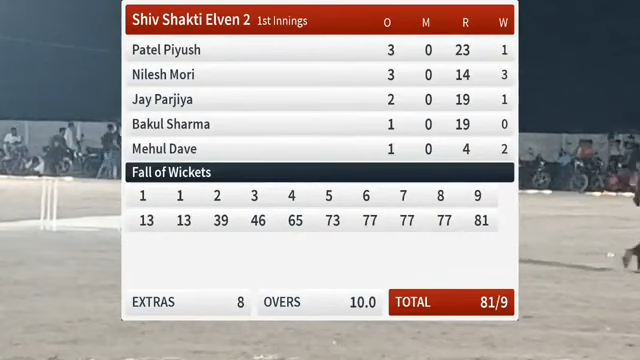 Shiv Shakti Elven 2 1st Innings O M R W
Patel Piyush 3 0 23 1
Nilesh Mori 3 0 14 3
Jay Parjiya 2 0 19 1
Bakul Sharma 1 0 19 0
Mehul Dave 1 0 4 2
Fall of Wickets
1 1 2 3 4 5 6 7 8 9
13 13 39 46 65 73 77 77 77 81
EXTRAS 8 OVERS 10.0 TOTAL 81/9